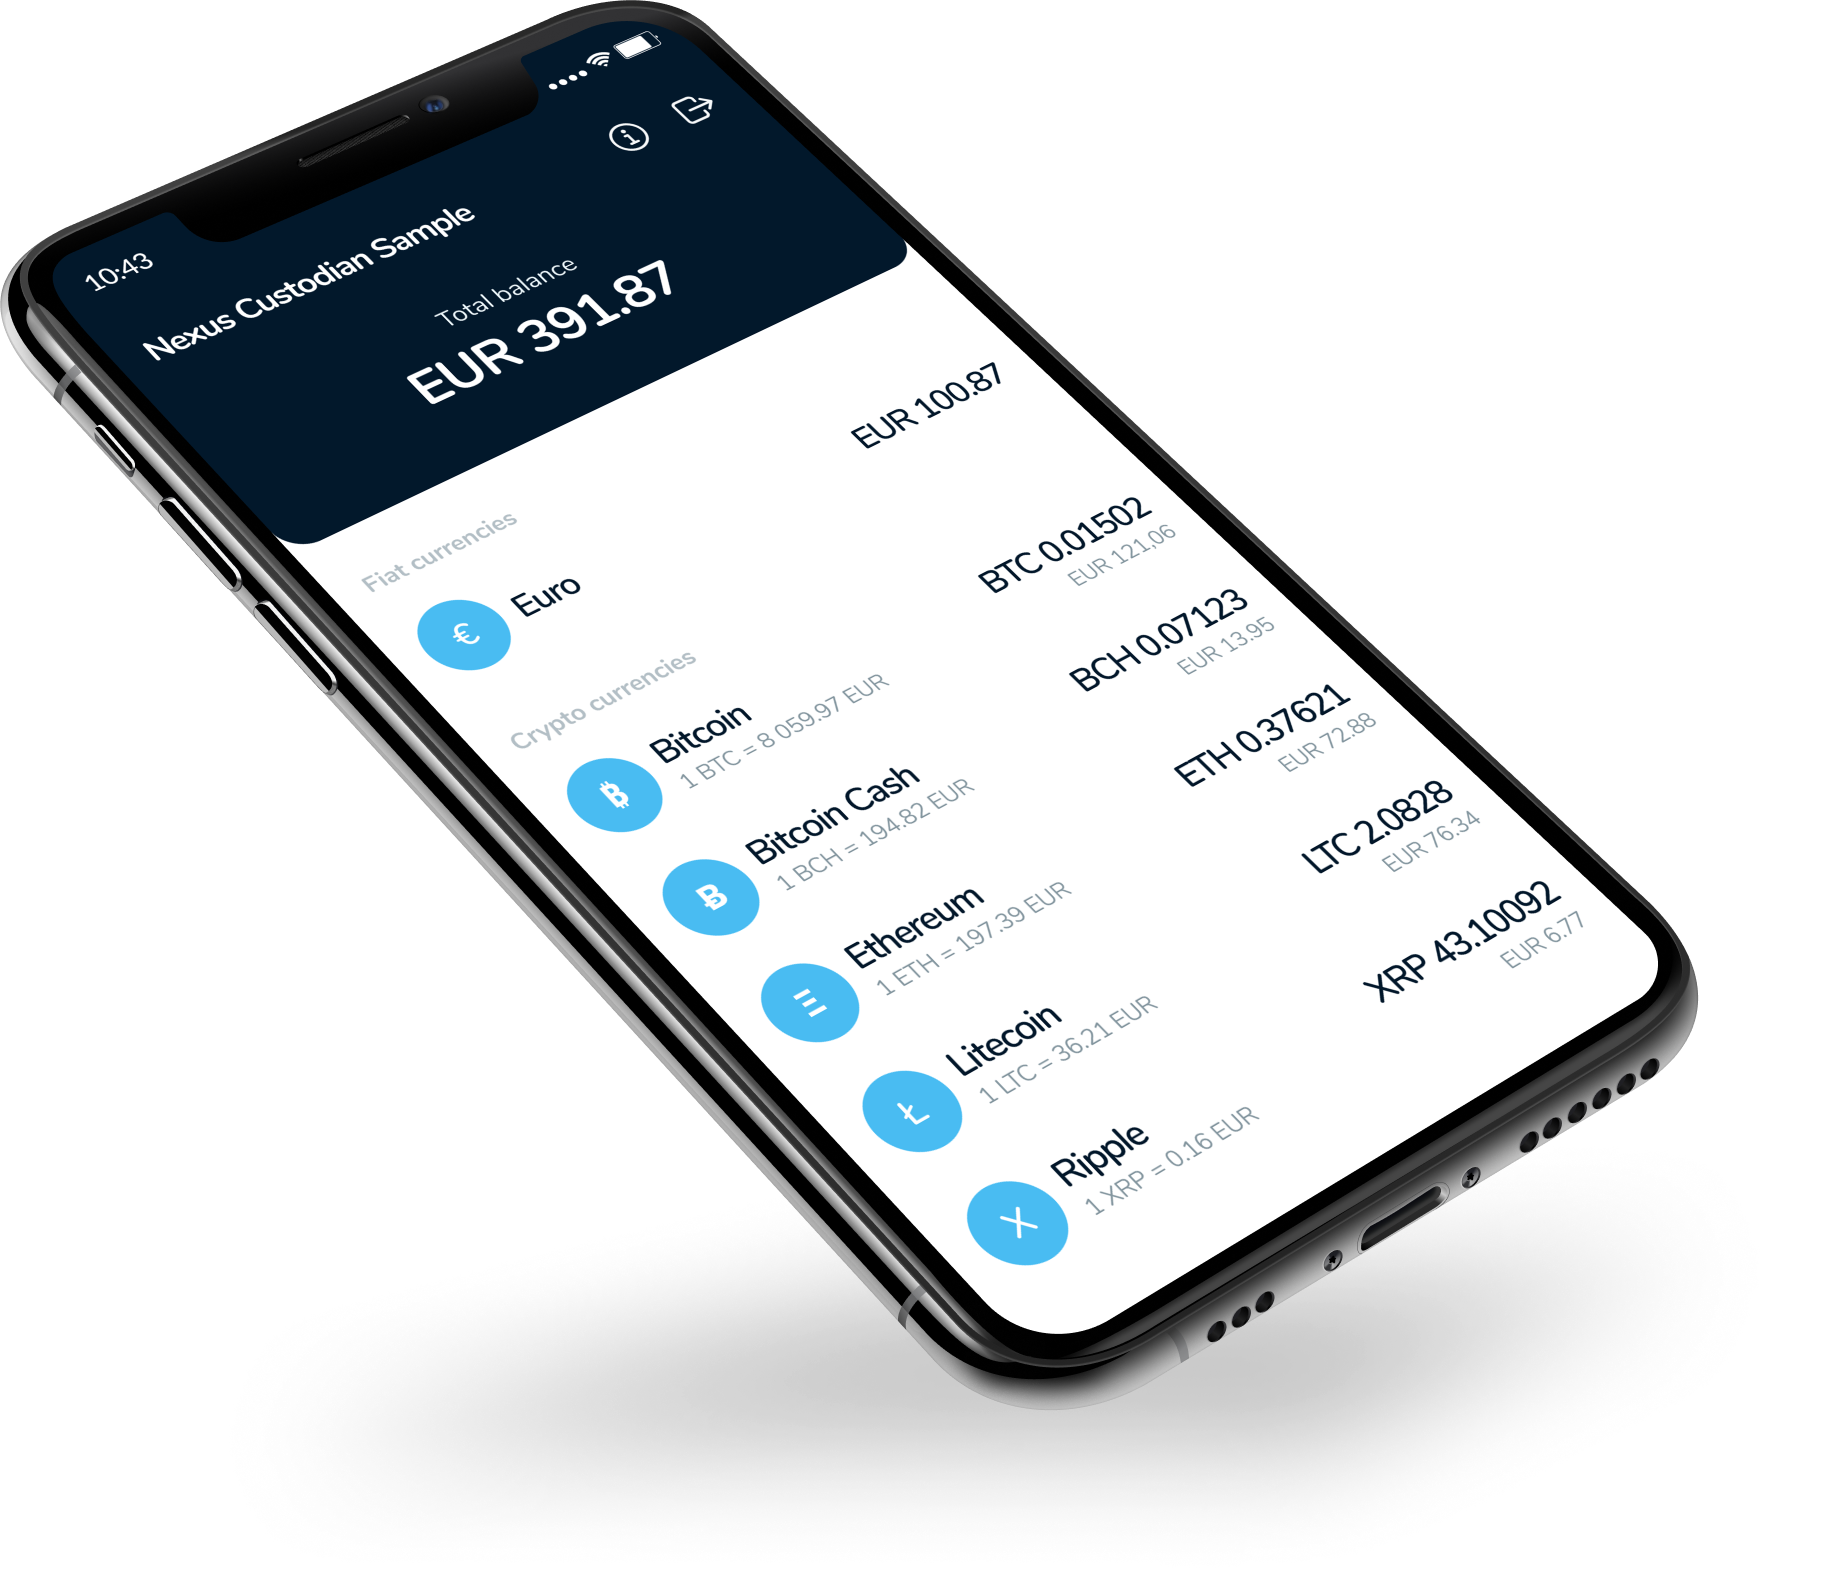 10:43
Nexus Custodian Sample
Total balance
EUR 391.87
Fiat currencies
€
Euro
EUR 100.87
Crypto currencies
Bitcoin
1 BTC = 8 059.97 EUR
BTC 0.01502
EUR 121,06
Bitcoin Cash
1 BCH = 194.82 EUR
BCH 0.07123
EUR 13.95
Ethereum
1 ETH = 197.39 EUR
ETH 0.37621
EUR 72.88
Litecoin
1 LTC = 36.21 EUR
LTC 2.0828
EUR 76.34
Ripple
1 XRP = 0.16 EUR
XRP 43.10092
EUR 6.77